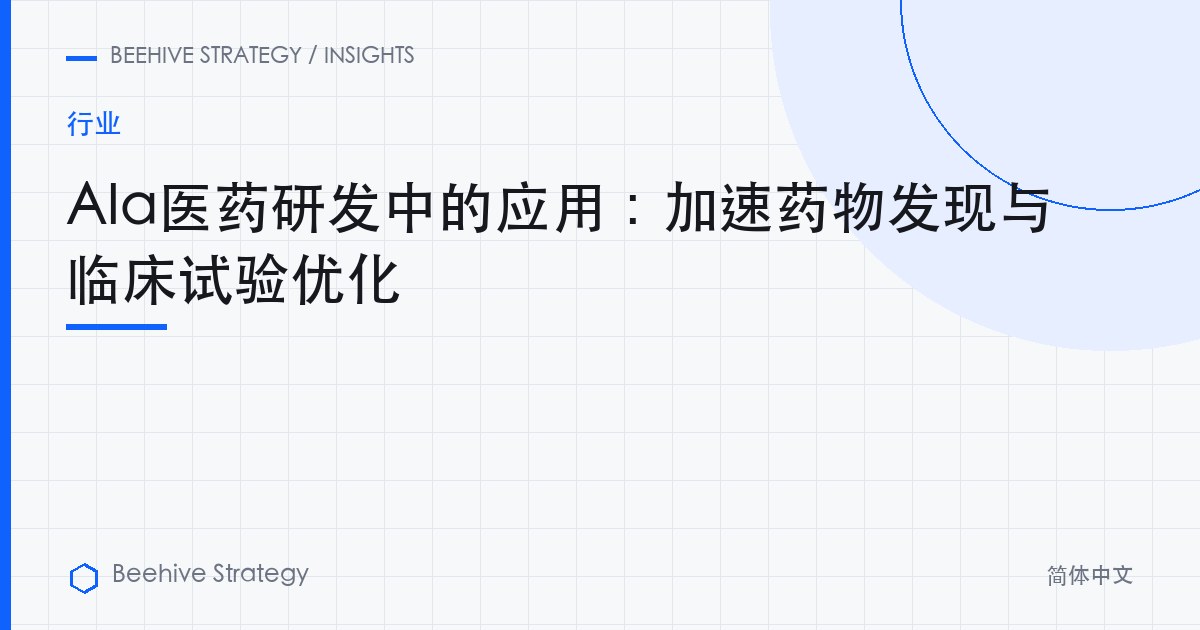 BEEHIVE STRATEGY / INSIGHTS
行业
AIa医药研发中的应用：加速药物发现与
临床试验优化
Beehive Strategy
简体中文